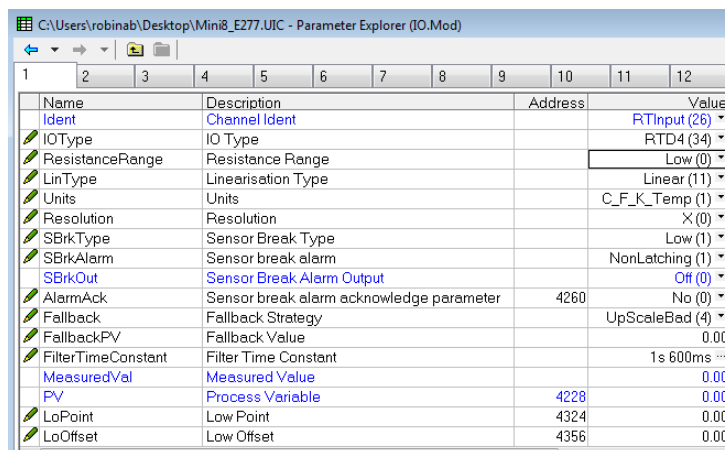 C:\Users\robinab\Desktop\Mini8_E277.UIC - Parameter Explorer (IO.Mod)
1 2 3 4 5 6 7 8 9 10 11 12
Name Description Address Value
Ident Channel Ident RTInput (26)
IOType IO Type RTD4 (34)
ResistanceRange Resistance Range Low (0)
LinType Linearisation Type Linear (11)
Units Units C_F_K_Temp (1)
Resolution Resolution X (0)
SBrkType Sensor Break Type Low (1)
SBrkAlarm Sensor break alarm NonLatching (1)
SBrkOut Sensor Break Alarm Output Off (0)
AlarmAck Sensor break alarm acknowledge parameter 4260 No (0)
Fallback Fallback Strategy UpScaleBad (4)
FallbackPV Fallback Value 0.00
FilterTimeConstant Filter Time Constant 1s 600ms ...
MeasuredVal Measured Value 0.00
PV Process Variable 4228 0.00
LoPoint Low Point 4324 0.00
LoOffset Low Offset 4356 0.00